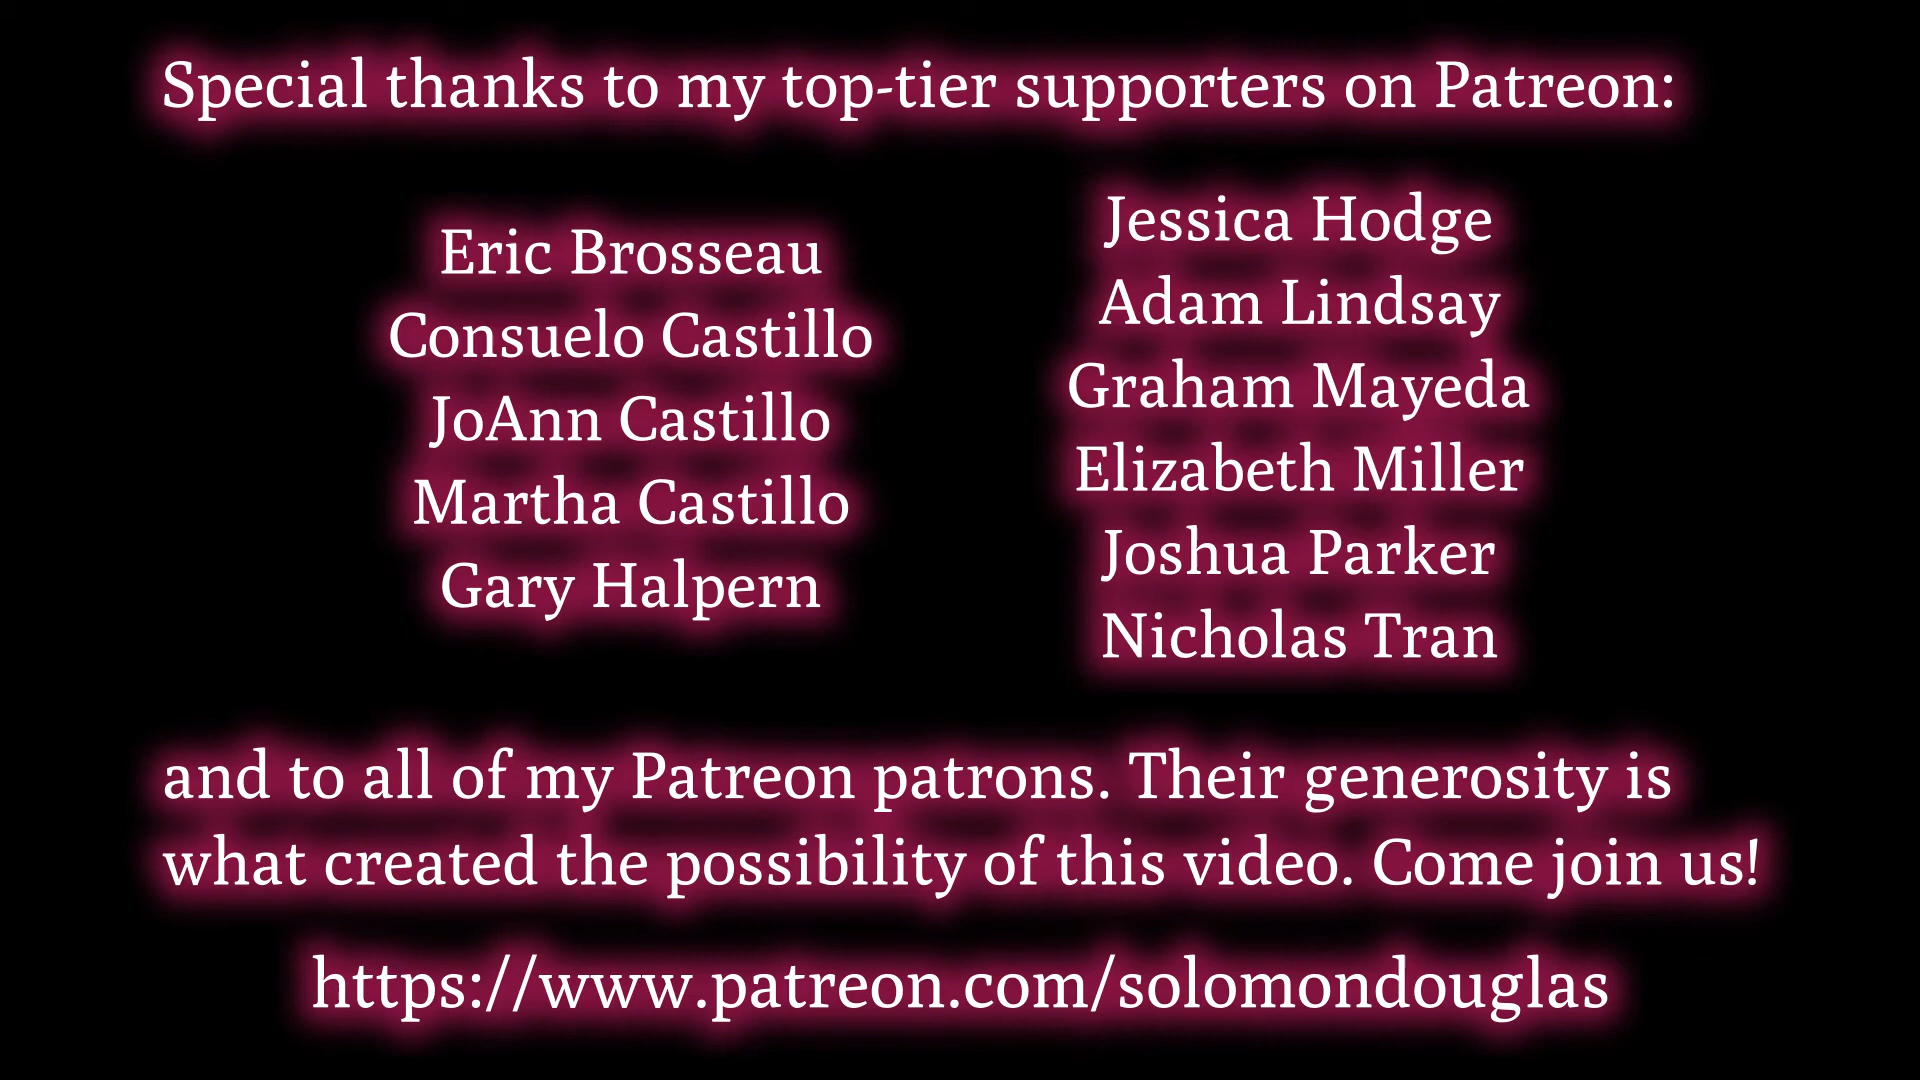 Special thanks to my top-tier supporters on Patreon:
Eric Brosseau
Consuelo Castillo
JoAnn Castillo
Martha Castillo
Gary Halpern
Jessica Hodge
Adam Lindsay
Graham Mayeda
Elizabeth Miller
Joshua Parker
Nicholas Tran
and to all of my Patreon patrons. Their generosity is
what created the possibility of this video. Come join us!
https://www.patreon.com/solomondouglas